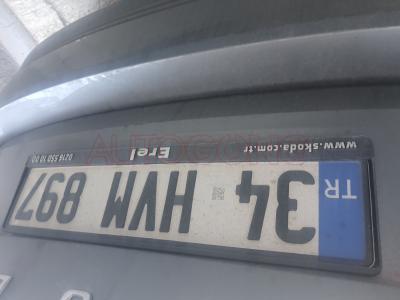 TR 34 HVM 897
www.skoda.com.tr Erel 0216 550 10 00